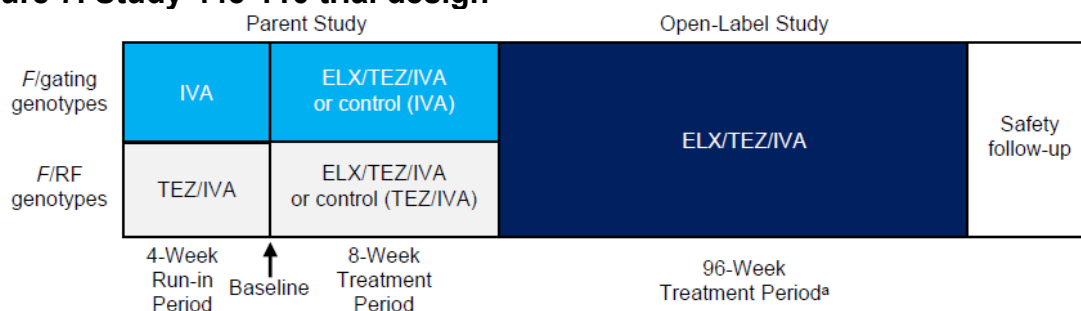 Parent Study
Open-Label Study
F/gating
genotypes
IVA
ELX/TEZ/IVA
or control (IVA)
ELX/TEZ/IVA
Safety
follow-up
F/RF
genotypes
TEZ/IVA
ELX/TEZ/IVA
or control (TEZ/IVA)
4-Week
Run-in
Period
Baseline
8-Week
Treatment
Period
96-Week
Treatment Periodᵃ